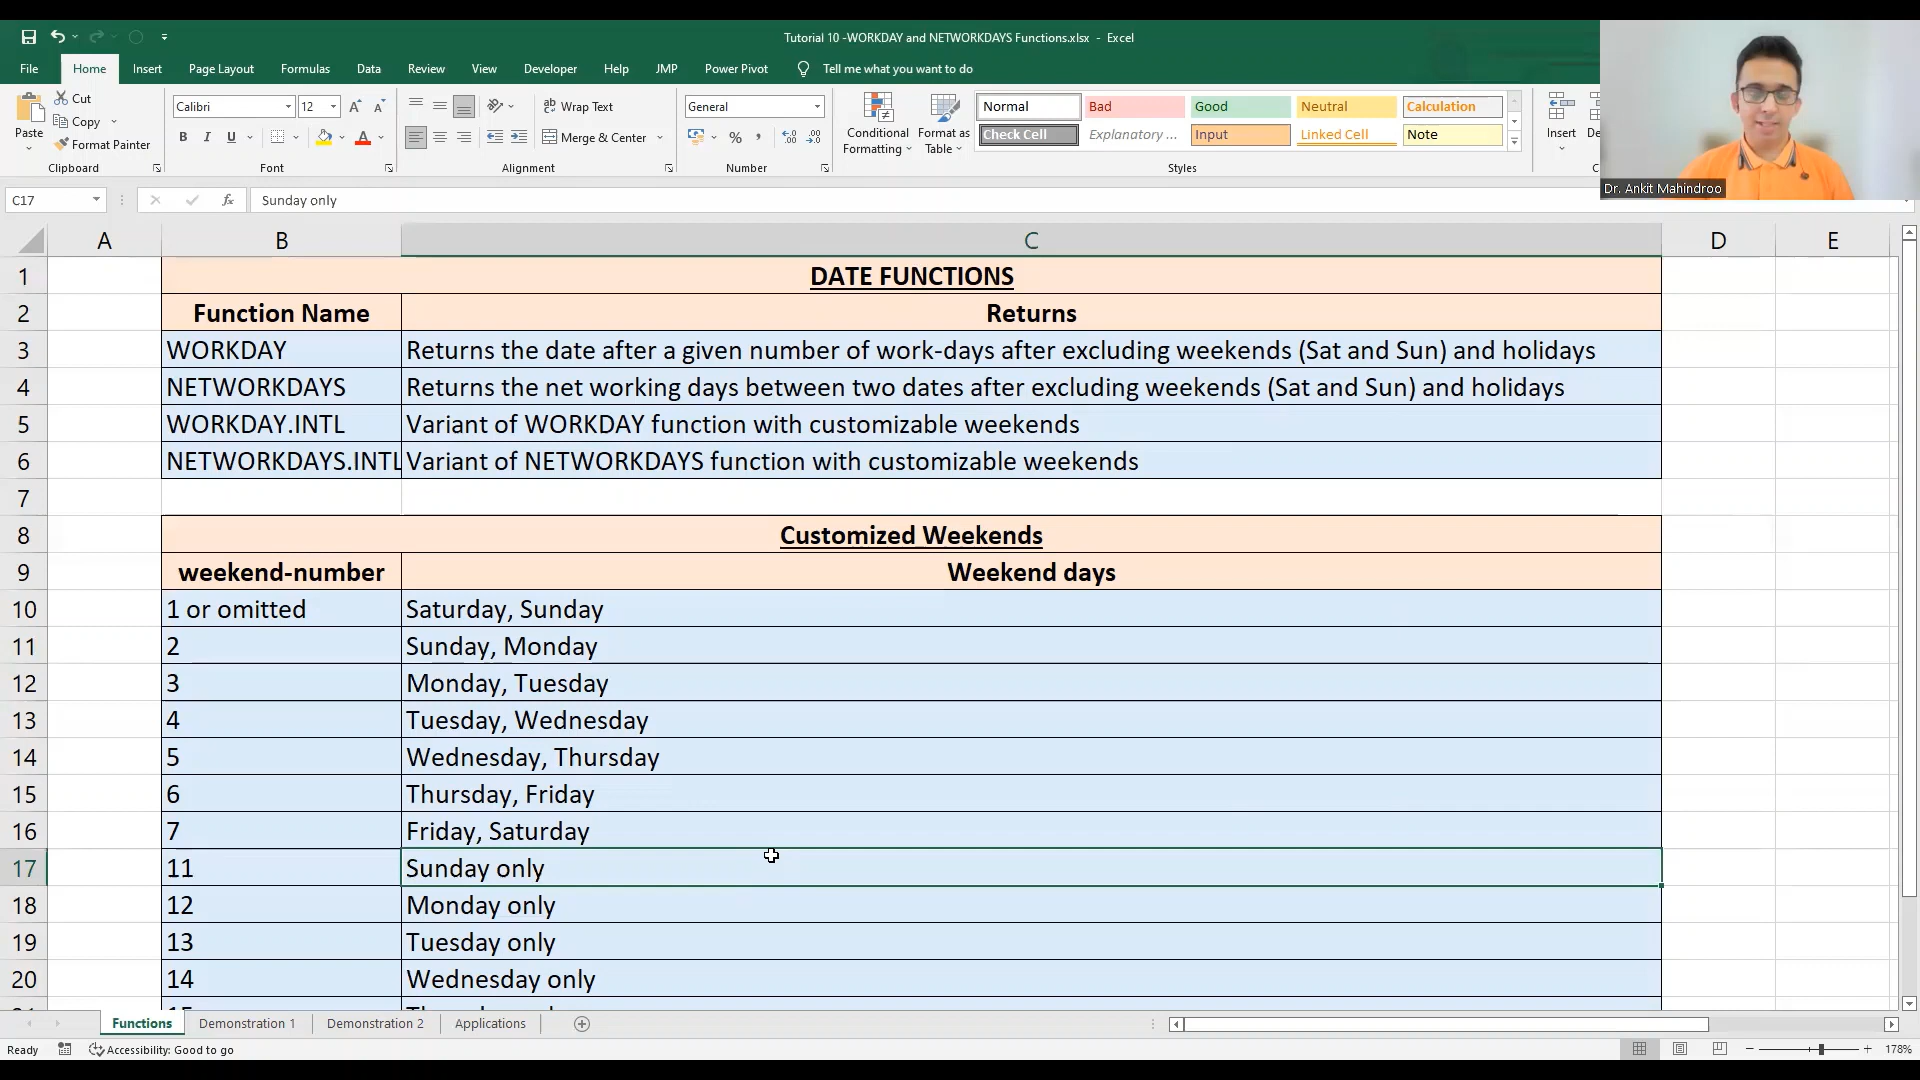 Tutorial 10 -WORKDAY and NETWORKDAYS Functions.xlsx - Excel
File Home Insert Page Layout Formulas Data Review View Developer Help JMP Power Pivot Tell me what you want to do
Paste
Cut
Copy
Format Painter
Calibri 12
B I U
Wrap Text
Merge & Center
General
Conditional Formatting
Format as Table
Normal Bad Good Neutral Calculation
Check Cell Explanatory ... Input Linked Cell Note
Insert
Clipboard Font Alignment Number Styles
Dr. Ankit Mahindroo
C17 fx Sunday only
A B C D E
1 DATE FUNCTIONS
2 Function Name Returns
3 WORKDAY Returns the date after a given number of work-days after excluding weekends (Sat and Sun) and holidays
4 NETWORKDAYS Returns the net working days between two dates after excluding weekends (Sat and Sun) and holidays
5 WORKDAY.INTL Variant of WORKDAY function with customizable weekends
6 NETWORKDAYS.INTL Variant of NETWORKDAYS function with customizable weekends
7
8 Customized Weekends
9 weekend-number Weekend days
10 1 or omitted Saturday, Sunday
11 2 Sunday, Monday
12 3 Monday, Tuesday
13 4 Tuesday, Wednesday
14 5 Wednesday, Thursday
15 6 Thursday, Friday
16 7 Friday, Saturday
17 11 Sunday only
18 12 Monday only
19 13 Tuesday only
20 14 Wednesday only
Functions Demonstration 1 Demonstration 2 Applications
Ready Accessibility: Good to go 178%